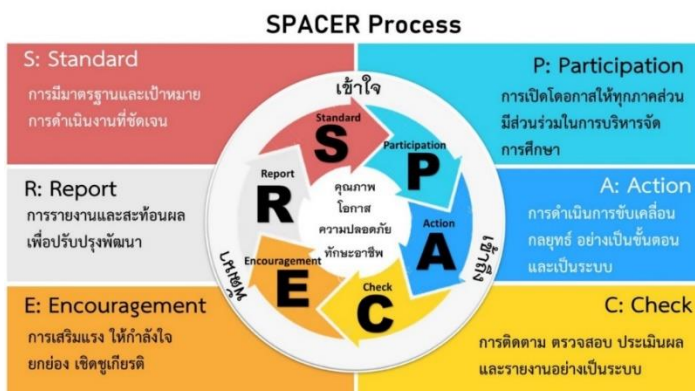 SPACER Process
S: Standard
การมีมาตรฐานและเป้าหมาย
การดำเนินงานที่ชัดเจน
P: Participation
การเปิดโอกาสให้ทุกภาคส่วน
มีส่วนร่วมในการบริหารจัด
การศึกษา
R: Report
การรายงานและสะท้อนผล
เพื่อปรับปรุงพัฒนา
A: Action
การดำเนินการขับเคลื่อน
กลยุทธ์ อย่างเป็นขั้นตอน
และเป็นระบบ
E: Encouragement
การเสริมแรง ให้กำลังใจ
ยกย่อง เชิดชูเกียรติ
C: Check
การติดตาม ตรวจสอบ ประเมินผล
และรายงานอย่างเป็นระบบ
เข้าใจ
เข้าถึง
พัฒนา
Standard
S
Participation
P
Action
A
Check
C
Encouragement
E
Report
R
คุณภาพ
โอกาส
ความปลอดภัย
ทักษะอาชีพ